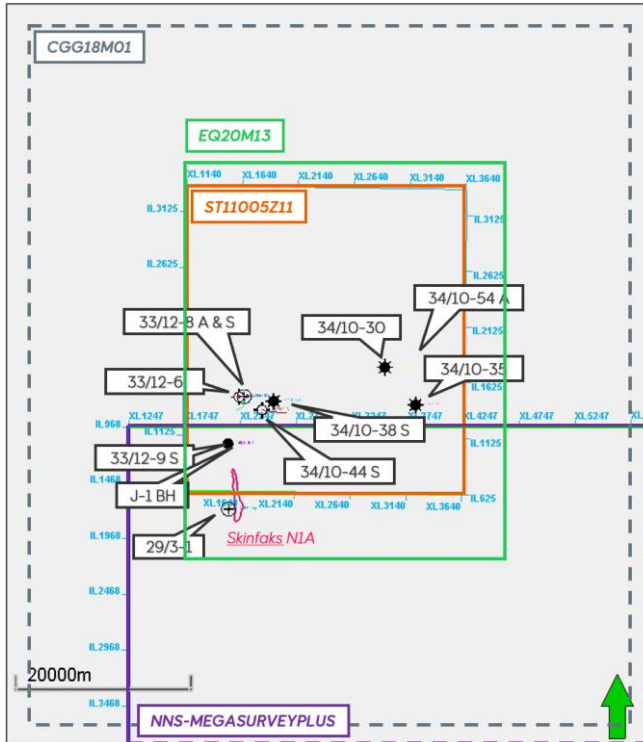 CGG18M01
EQ20M13
XL1140 XL1640 XL2140 XL2640 XL3140 XL3640
ST11005Z11
IL3125 IL3125
IL2625 IL2625
34/10-54 A
33/12-8 A & S
34/10-30
IL2125
33/12-6
34/10-35
IL1625
XL1247 XL1747 XL4247 XL4747 XL5247
IL968
IL1125 IL1125
34/10-38 S
33/12-9 S
34/10-44 S
IL1468
J-1 BH
IL625
XL2140 XL2640 XL3140 XL3640
29/3-1
Skinfaks N1A
IL1968
IL2468
IL2968
20000m
IL3468
NNS-MEGASURVEYPLUS